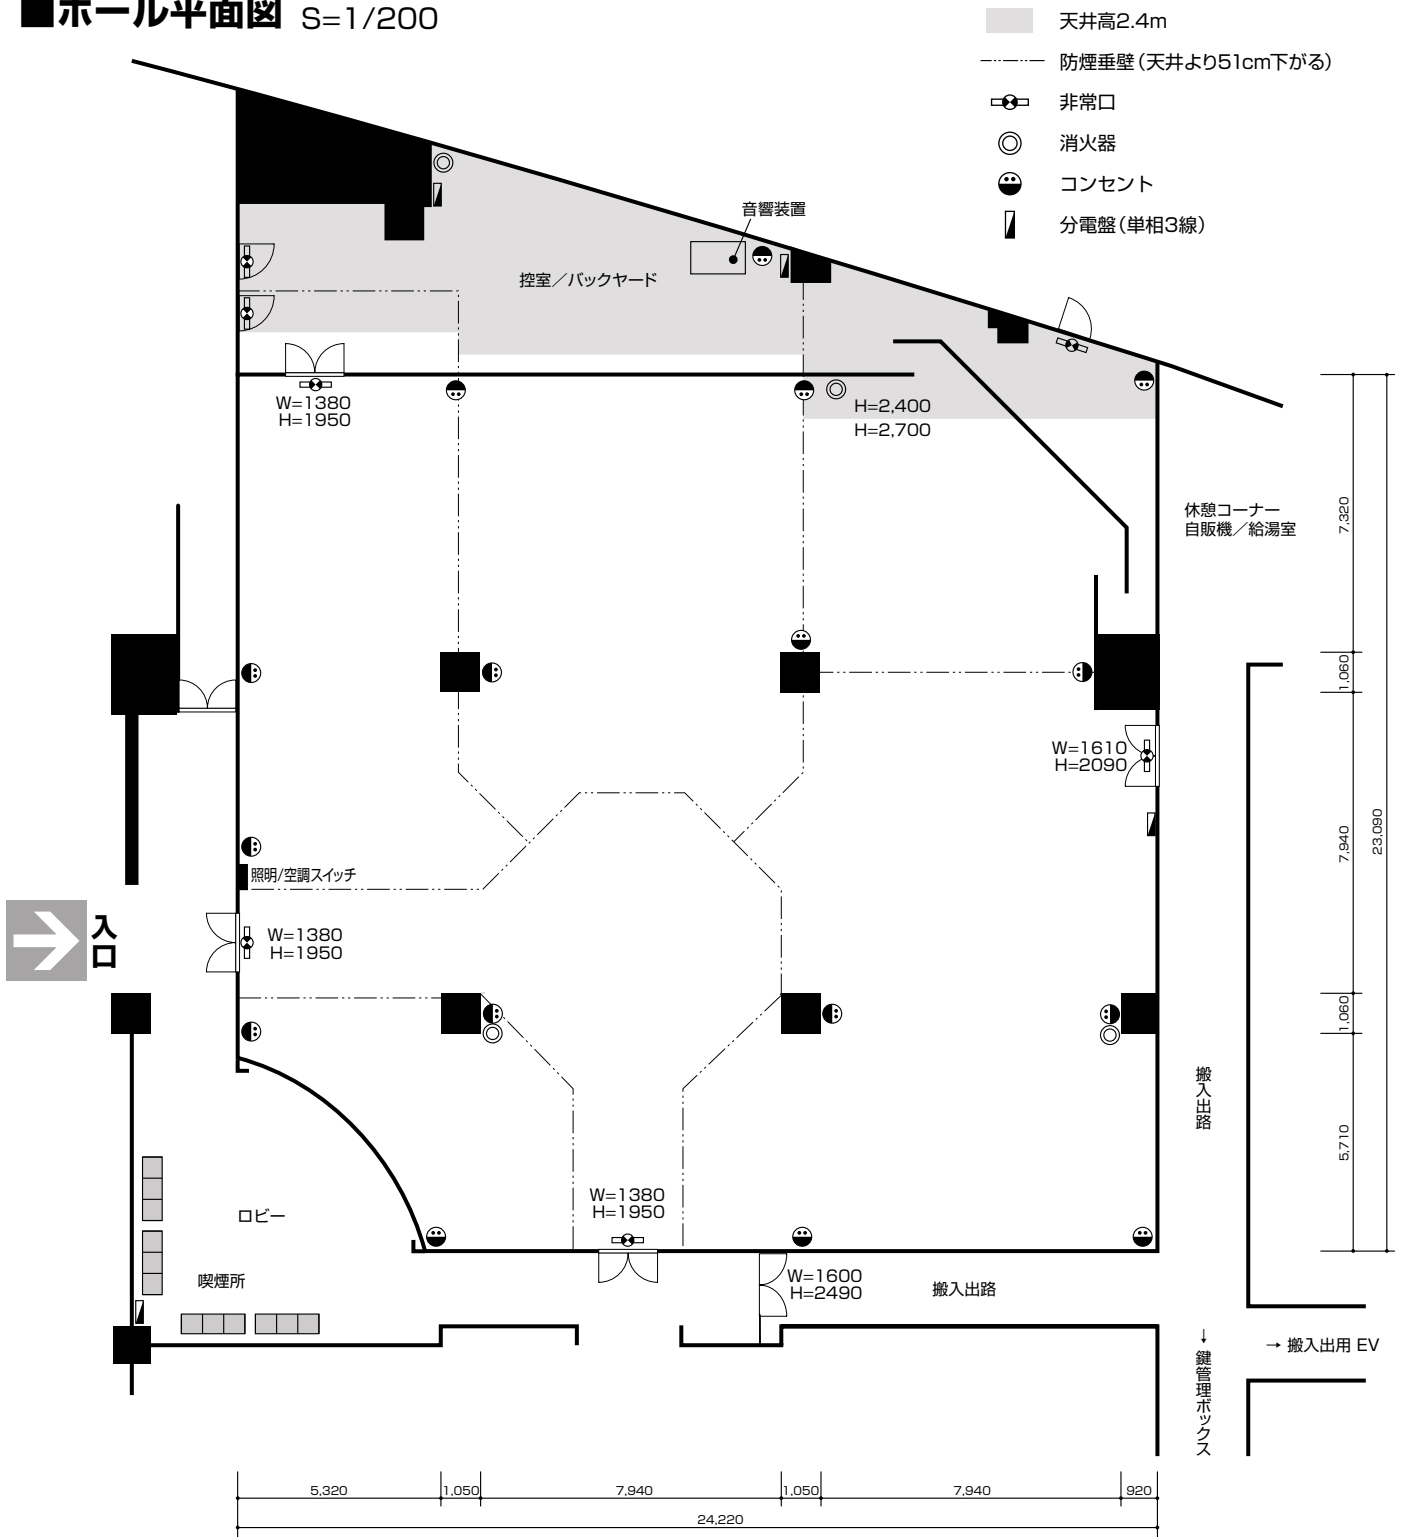 ■ホール平面図 S=1/200
天井高2.4m
防煙垂壁（天井より51cm下がる）
非常口
消火器
コンセント
分電盤（単相3線）
音響装置
控室／バックヤード
W=1380
H=1950
H=2,400
H=2,700
休憩コーナー
自販機／給湯室
7,320
1,060
W=1610
H=2090
7,940
23,090
照明/空調スイッチ
入口
W=1380
H=1950
1,060
搬入出路
5,710
W=1380
H=1950
ロビー
喫煙所
W=1600
H=2490
搬入出路
→ 搬入出用 EV
→鍵管理ボックス
5,320
1,050
7,940
1,050
7,940
920
24,220